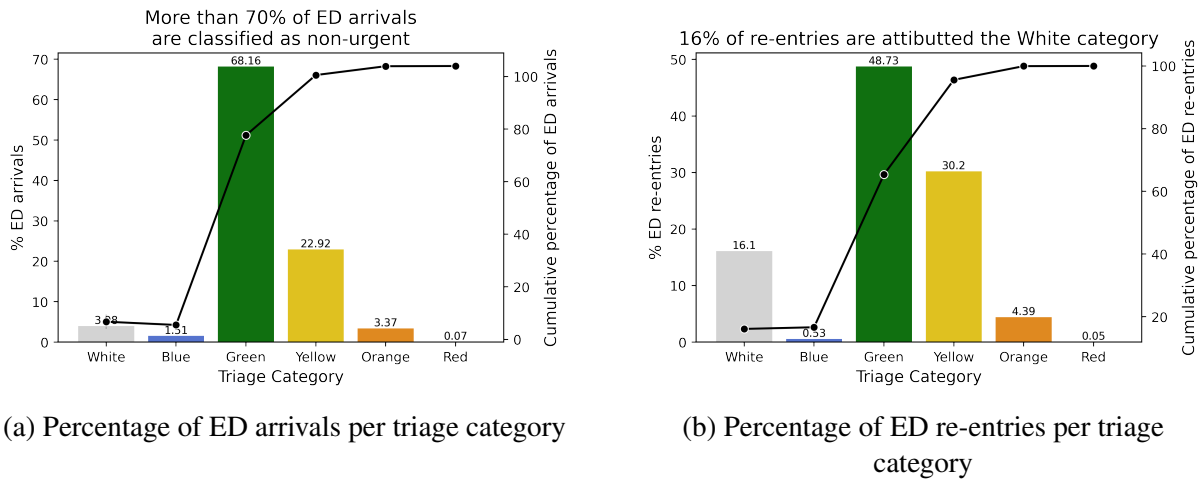 More than 70% of ED arrivals
are classified as non-urgent
% ED arrivals
70
60
50
40
30
20
10
0
1.51
68.16
22.92
3.37
0.07
100
80
60
40
20
0
Cumulative percentage of ED arrivals
White Blue Green Yellow Orange Red
Triage Category
(a) Percentage of ED arrivals per triage category
16% of re-entries are attibutted the White category
% ED re-entries
50
40
30
20
10
0
16.1
0.53
48.73
30.2
4.39
0.05
100
80
60
40
20
Cumulative percentage of ED re-entries
White Blue Green Yellow Orange Red
Triage Category
(b) Percentage of ED re-entries per triage
category